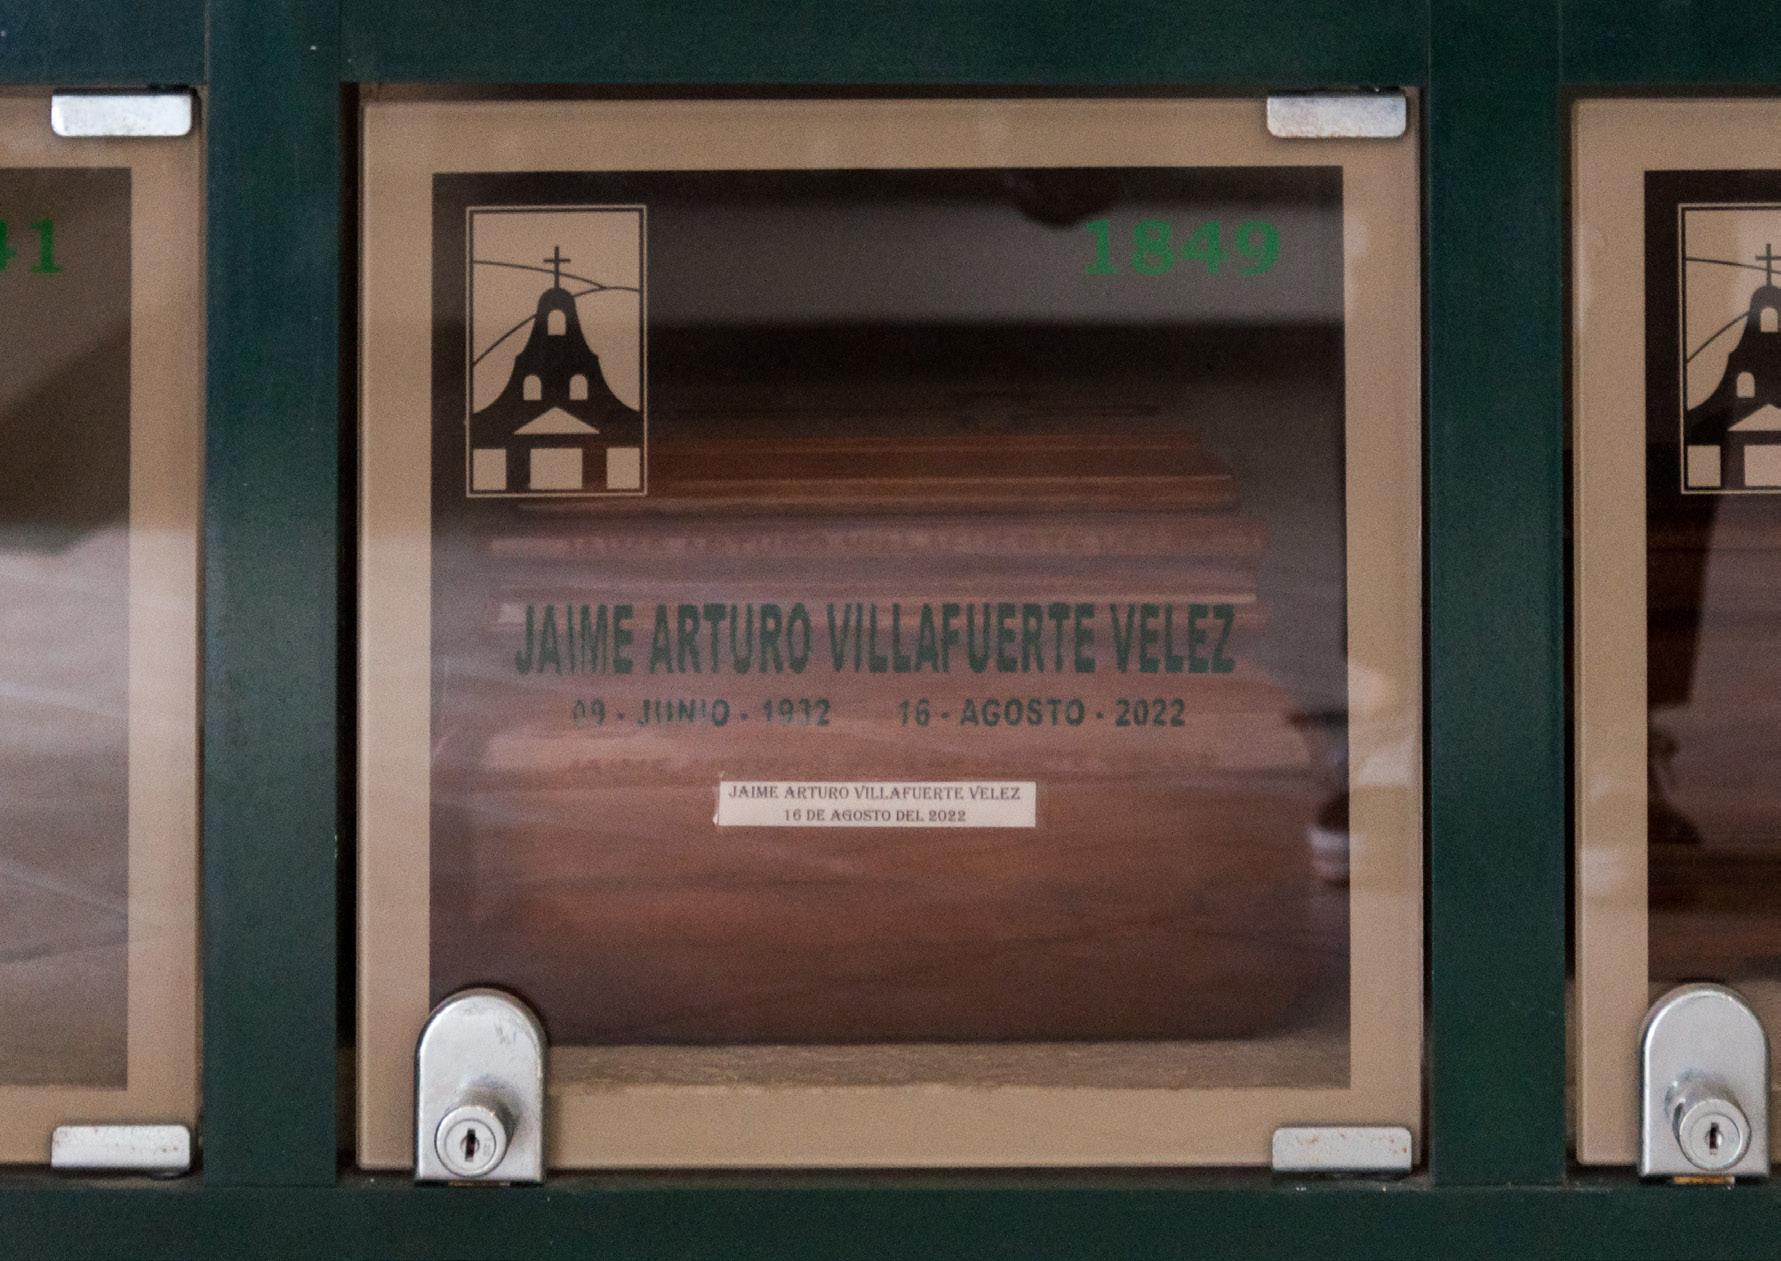 41
1849
JAIME ARTURO VILLAFUERTE VELEZ
09 - JUNIO - 1932 16 - AGOSTO - 2022
JAIME ARTURO VILLAFUERTE VELEZ
16 DE AGOSTO DEL 2022